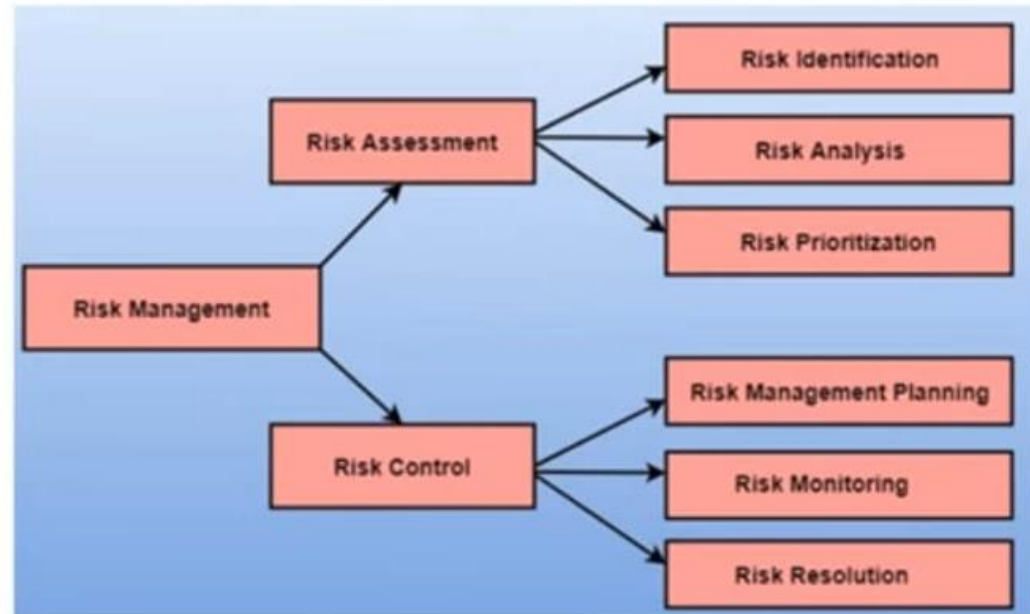 Risk Identification
Risk Assessment
Risk Analysis
Risk Prioritization
Risk Management
Risk Management Planning
Risk Control
Risk Monitoring
Risk Resolution